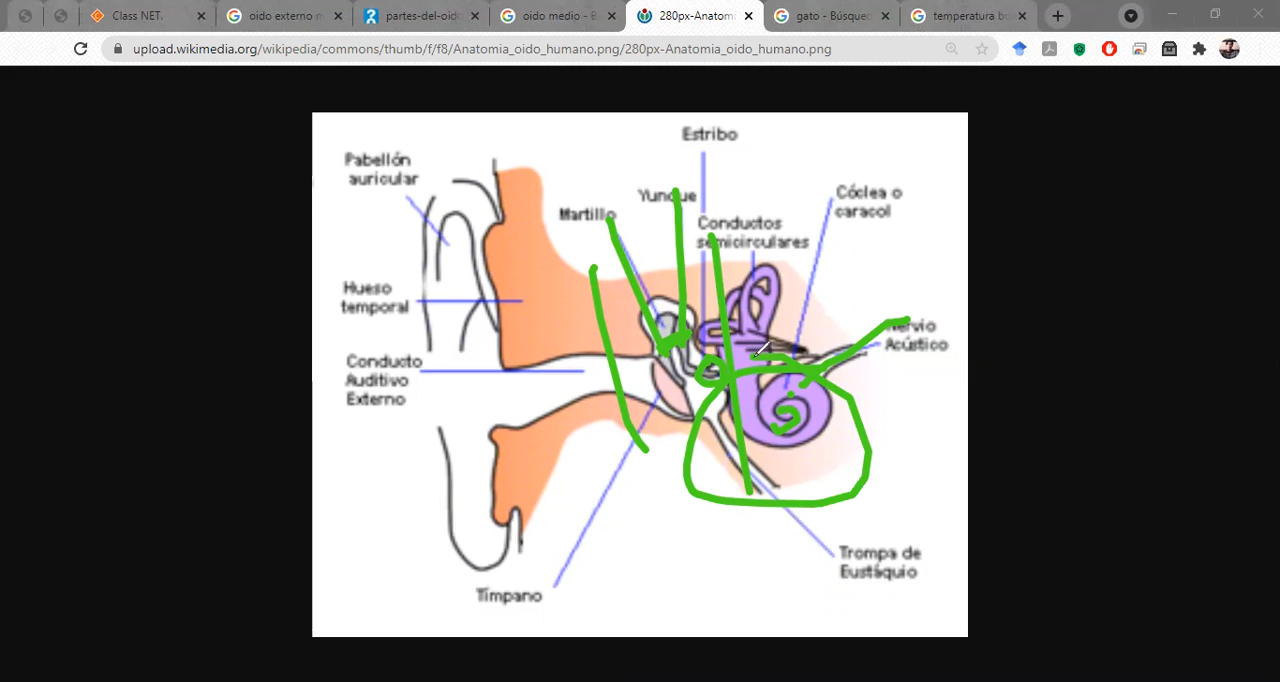 Class NET.
oido externo m
partes-del-oido
oido medio - B
280px-Anatom
gato - Búsque
temperatura b
upload.wikimedia.org/wikipedia/commons/thumb/f/f8/Anatomia_oido_humano.png/280px-Anatomia_oido_humano.png
Estribo
Pabellón
auricular
Yunque
Martillo
Cóclea o
caracol
Conductos
semicirculares
Hueso
temporal
Nervio
Acústico
Conducto
Auditivo
Externo
Trompa de
Eustáquio
Tímpano